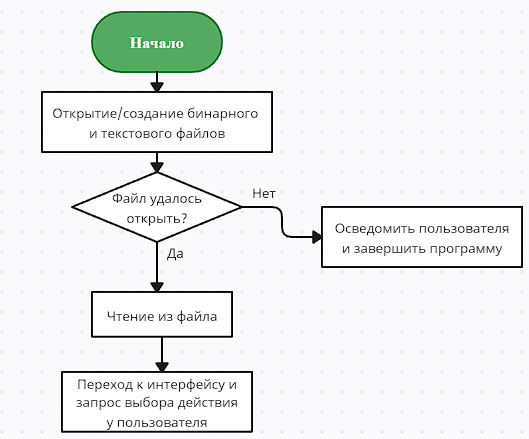 Начало
Открытие/создание бинарного
и текстового файлов
Файл удалось
открыть?
Нет
Осведомить пользователя
и завершить программу
Да
Чтение из файла
Переход к интерфейсу и
запрос выбора действия
у пользователя